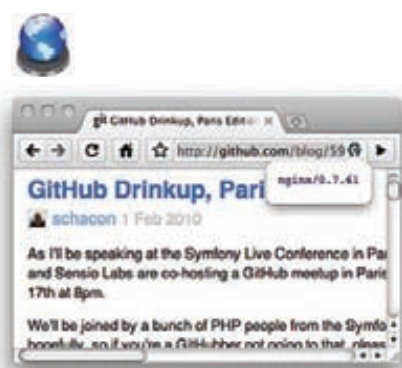 GitHub Drinkup, Paris Editi
http://github.com/blog/59
nginx/0.7.61
GitHub Drinkup, Pari
schacon 1 Feb 2010
As I'll be speaking at the Symfony Live Conference in Par
and Sensio Labs are co-hosting a GitHub meetup in Paris
17th at 8pm.
We'll be joined by a bunch of PHP people from the Symfo
hopefully, so if you're a GitHubber not going to that, pleas